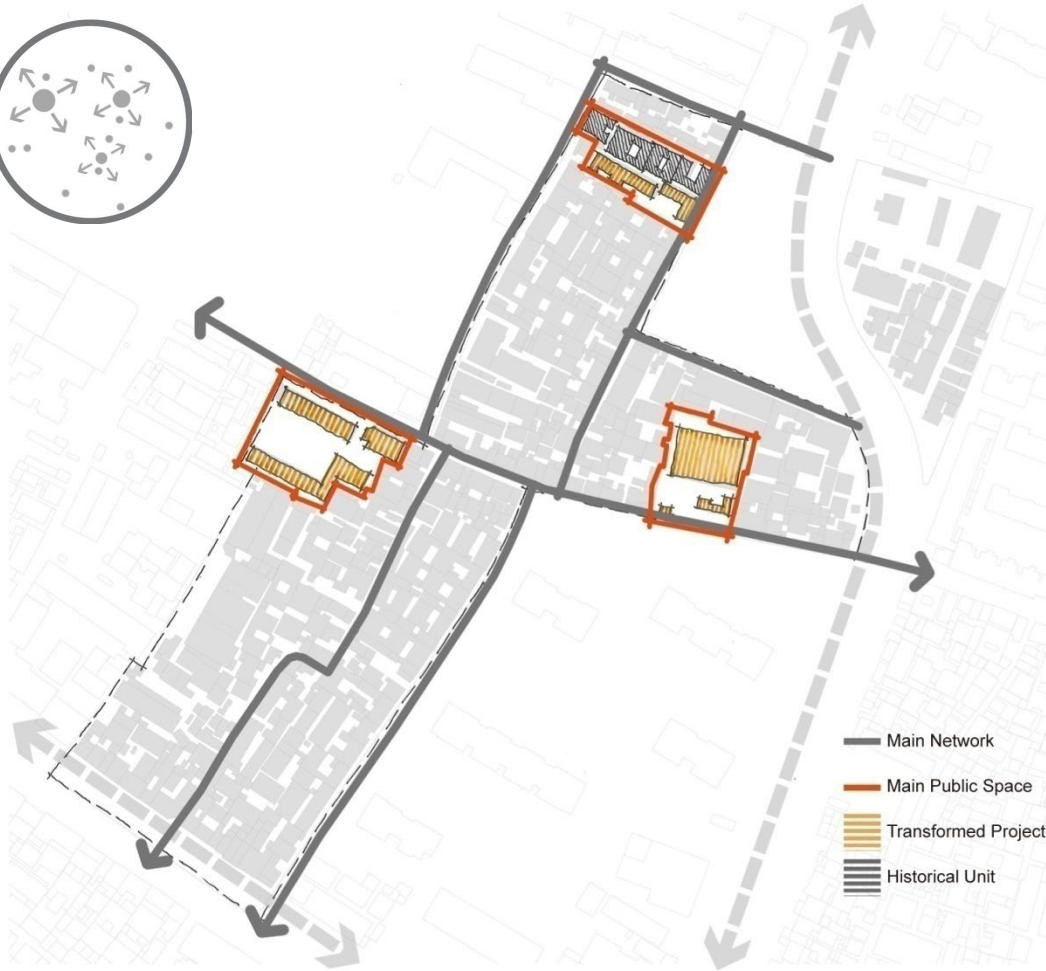 Main Network
Main Public Space
Transformed Project
Historical Unit